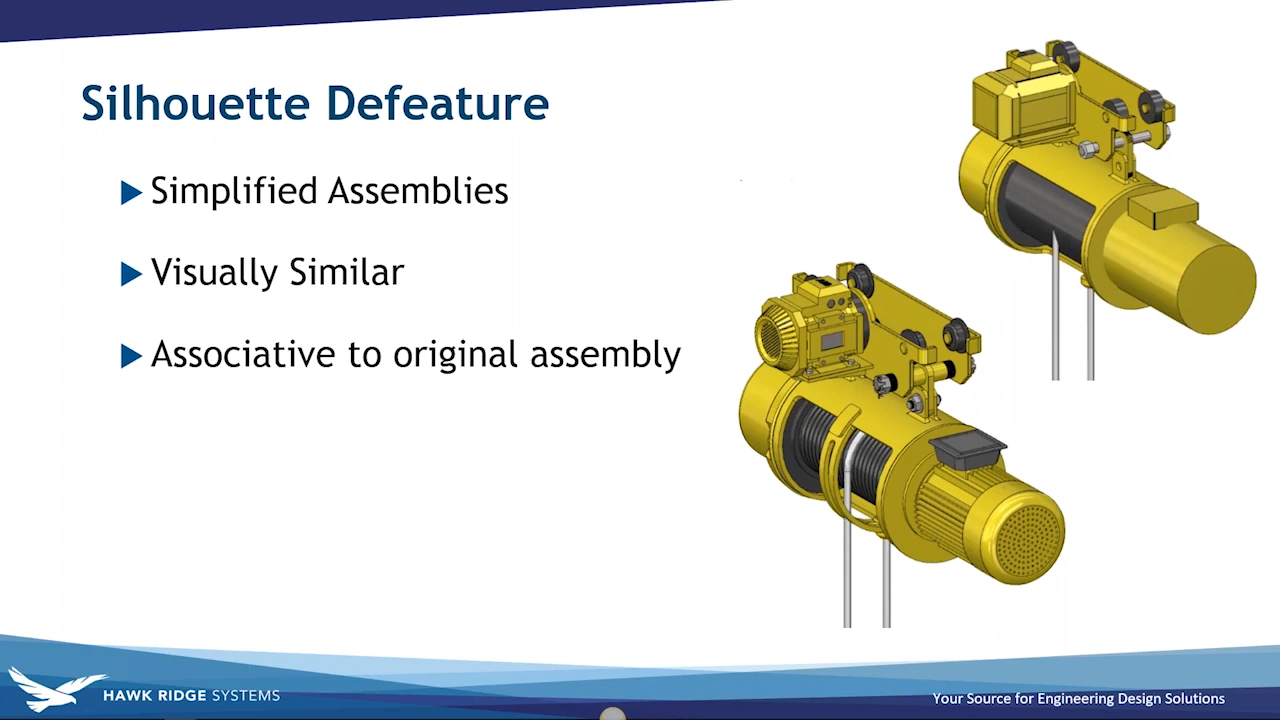 Silhouette Defeature
Simplified Assemblies
Visually Similar
Associative to original assembly
HAWK RIDGE SYSTEMS
Your Source for Engineering Design Solutions